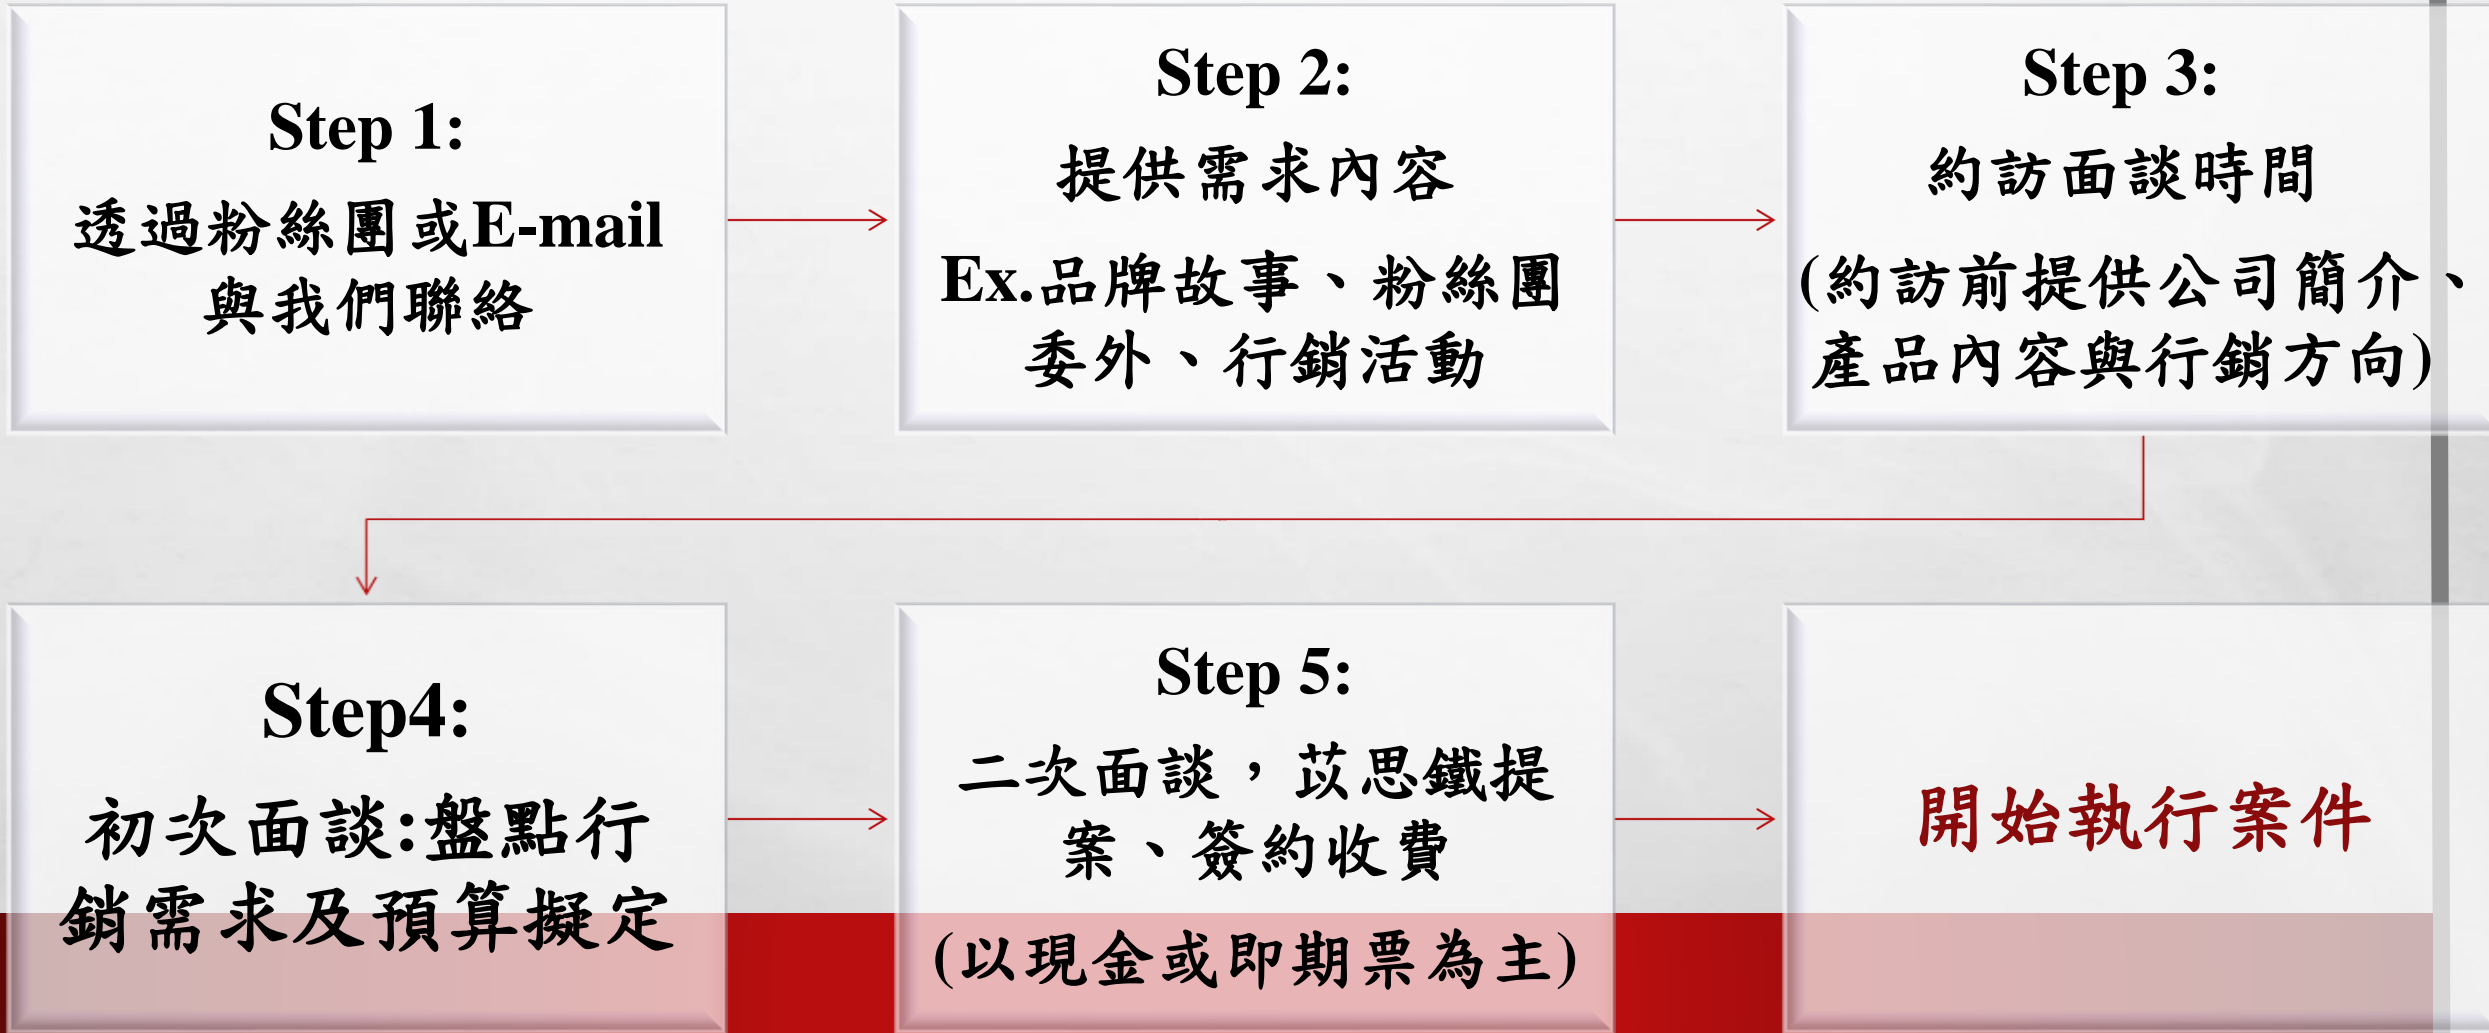 Step 1:
透過粉絲團或E-mail
與我們聯絡
Step 2:
提供需求內容
Ex.品牌故事、粉絲團
委外、行銷活動
Step 3:
約訪面談時間
(約訪前提供公司簡介、
產品內容與行銷方向)
Step4:
初次面談:盤點行
銷需求及預算擬定
Step 5:
二次面談，苡思鐵提
案、簽約收費
(以現金或即期票為主)
開始執行案件